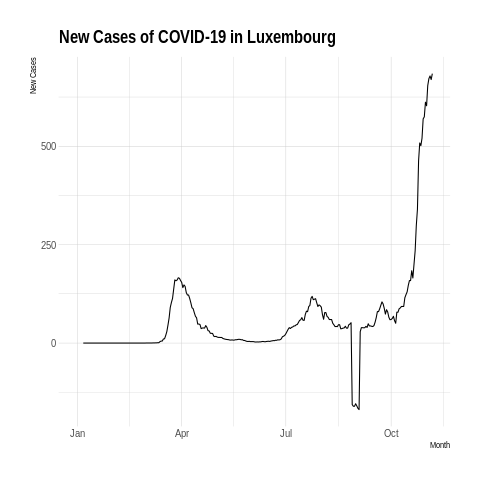 New Cases of COVID-19 in Luxembourg
New Cases
500
250
0
Jan Apr Jul Oct
Month